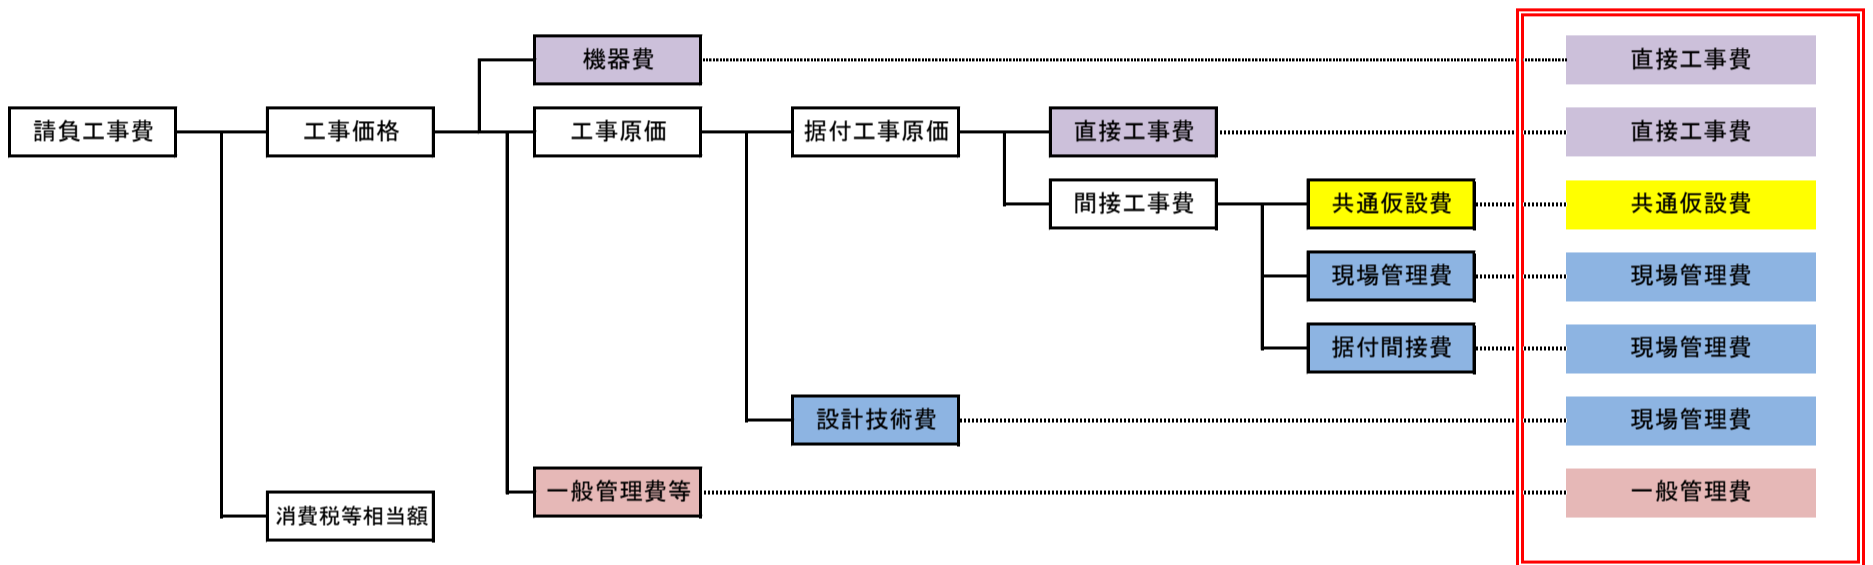 機器費
直接工事費
請負工事費
工事価格
工事原価
据付工事原価
直接工事費
直接工事費
間接工事費
共通仮設費
共通仮設費
現場管理費
現場管理費
据付間接費
現場管理費
設計技術費
現場管理費
一般管理費等
一般管理費
消費税等相当額